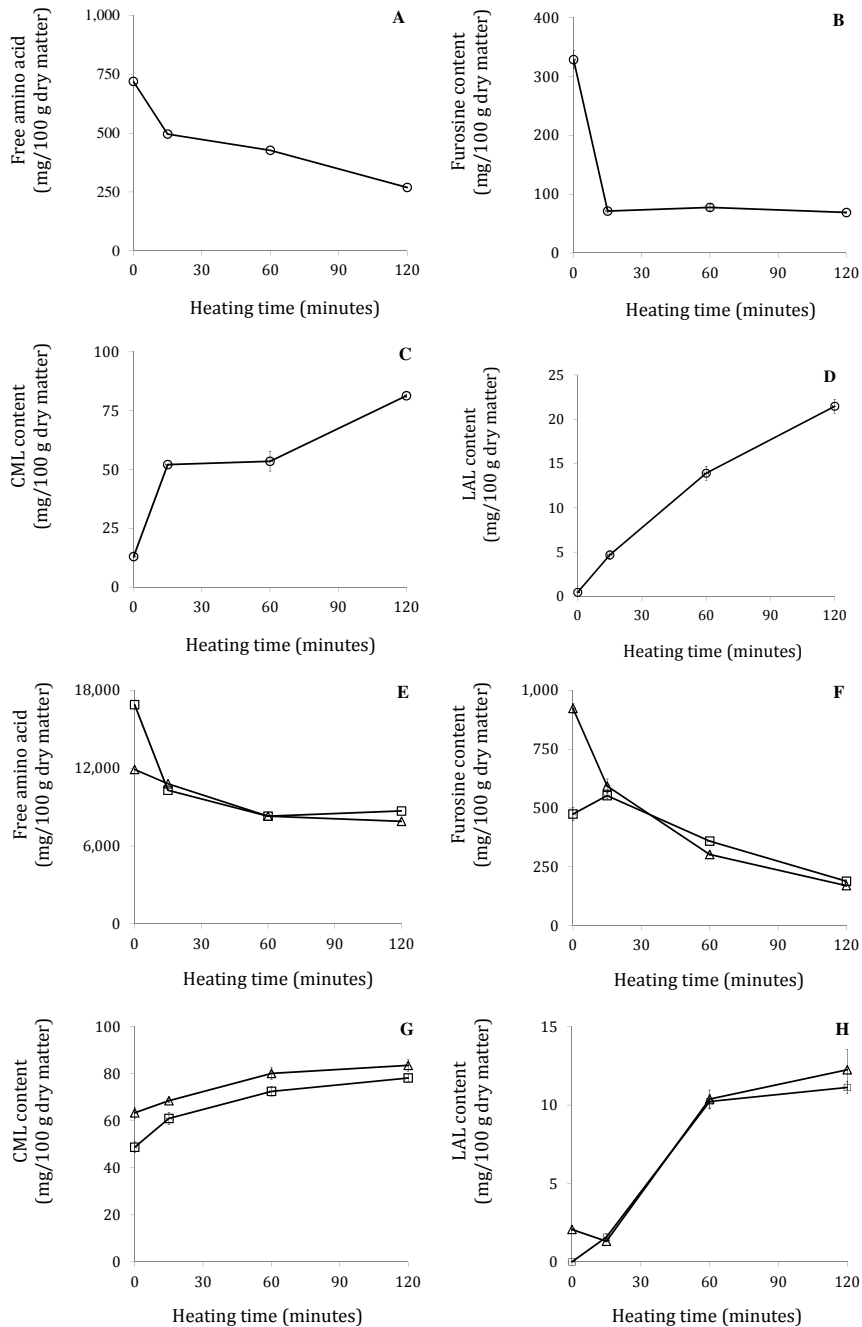 A
Free amino acid
(mg/100 g dry matter)
1,000
750
500
250
0
0 30 60 90 120
Heating time (minutes)
B
Furosine content
(mg/100 g dry matter)
400
300
200
100
0
0 30 60 90 120
Heating time (minutes)
C
CML content
(mg/100 g dry matter)
100
75
50
25
0
0 30 60 90 120
Heating time (minutes)
D
LAL content
(mg/100 g dry matter)
25
20
15
10
5
0
0 30 60 90 120
Heating time (minutes)
E
Free amino acid
(mg/100 g dry matter)
18,000
12,000
6,000
0
0 30 60 90 120
Heating time (minutes)
F
Furosine content
(mg/100 g dry matter)
1,000
750
500
250
0
0 30 60 90 120
Heating time (minutes)
G
CML content
(mg/100 g dry matter)
100
80
60
40
20
0
0 30 60 90 120
Heating time (minutes)
H
LAL content
(mg/100 g dry matter)
15
10
5
0
0 30 60 90 120
Heating time (minutes)